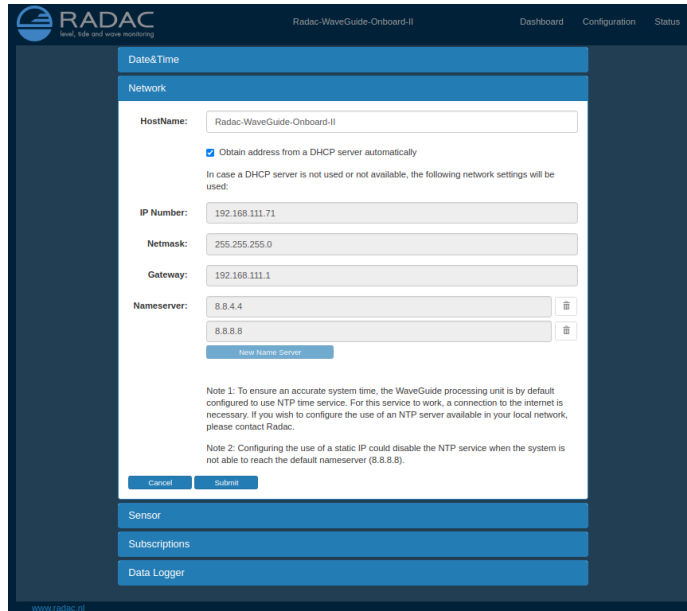 RADAC
level, tide and wave monitoring
Radac-WaveGuide-Onboard-II
Dashboard
Configuration
Status
Date&Time
Network
HostName:
Radac-WaveGuide-Onboard-II
Obtain address from a DHCP server automatically
In case a DHCP server is not used or not available, the following network settings will be
used:
IP Number:
192.168.111.71
Netmask:
255.255.255.0
Gateway:
192.168.111.1
Nameserver:
8.8.4.4
8.8.8.8
New Name Server
Note 1: To ensure an accurate system time, the WaveGuide processing unit is by default
configured to use NTP time service. For this service to work, a connection to the internet is
necessary. If you wish to configure the use of an NTP server available in your local network,
please contact Radac.
Note 2: Configuring the use of a static IP could disable the NTP service when the system is
not able to reach the default nameserver (8.8.8.8).
Cancel
Submit
Sensor
Subscriptions
Data Logger
www.radac.nl